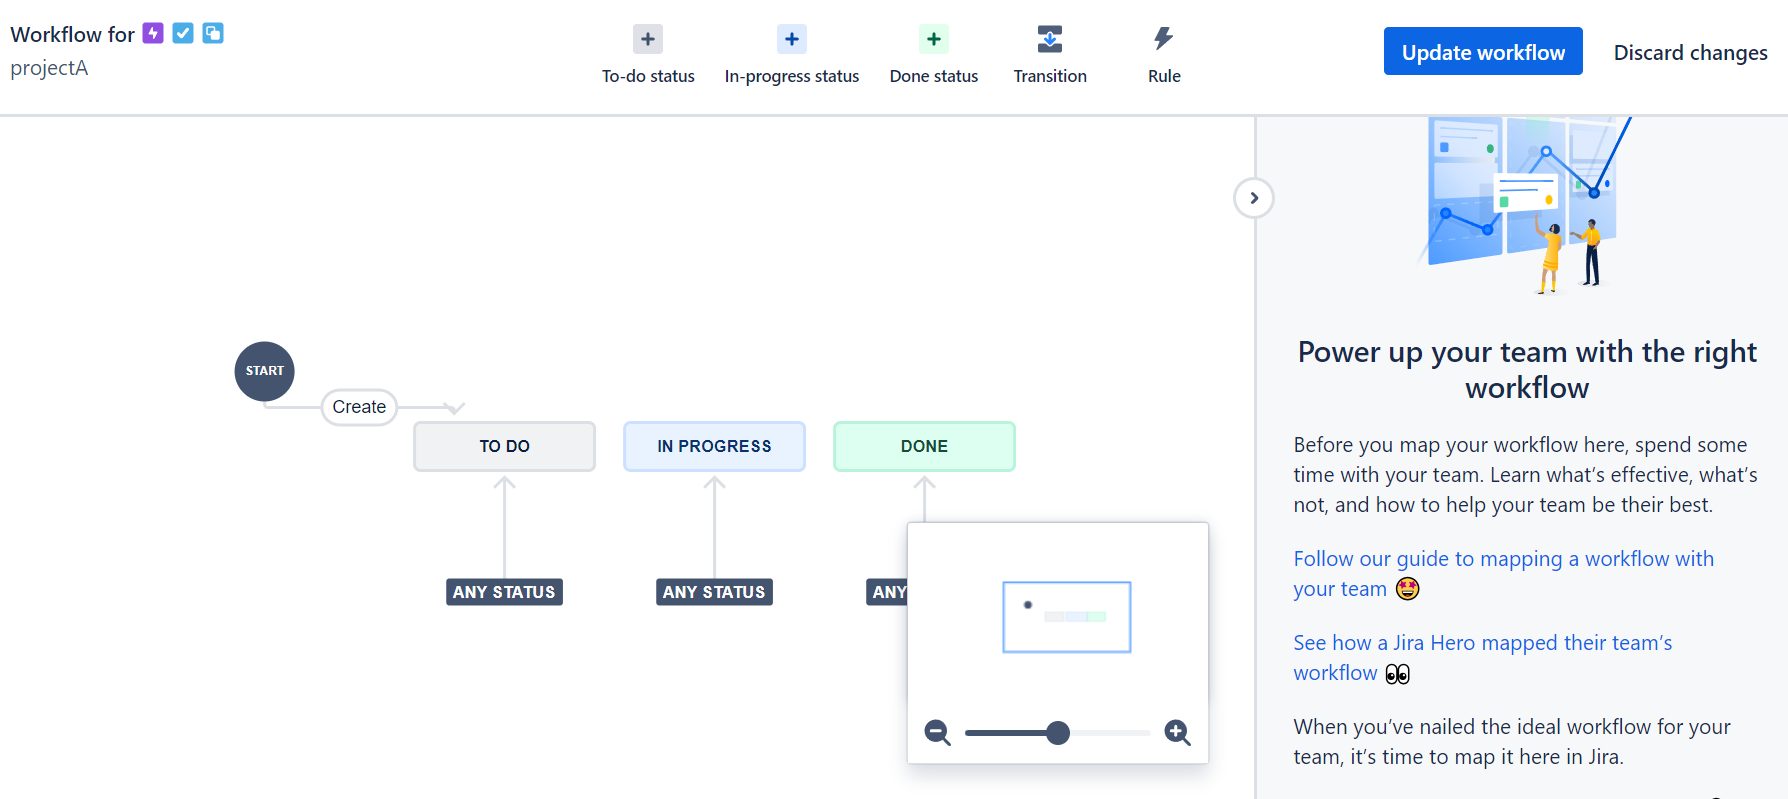 Workflow for
projectA
To-do status
In-progress status
Done status
Transition
Rule
Update workflow
Discard changes
START
Create
TO DO
IN PROGRESS
DONE
ANY STATUS
ANY STATUS
ANY
Power up your team with the right
workflow
Before you map your workflow here, spend some
time with your team. Learn what’s effective, what’s
not, and how to help your team be their best.
Follow our guide to mapping a workflow with
your team 🤩
See how a Jira Hero mapped their team’s
workflow 👀
When you’ve nailed the ideal workflow for your
team, it’s time to map it here in Jira.